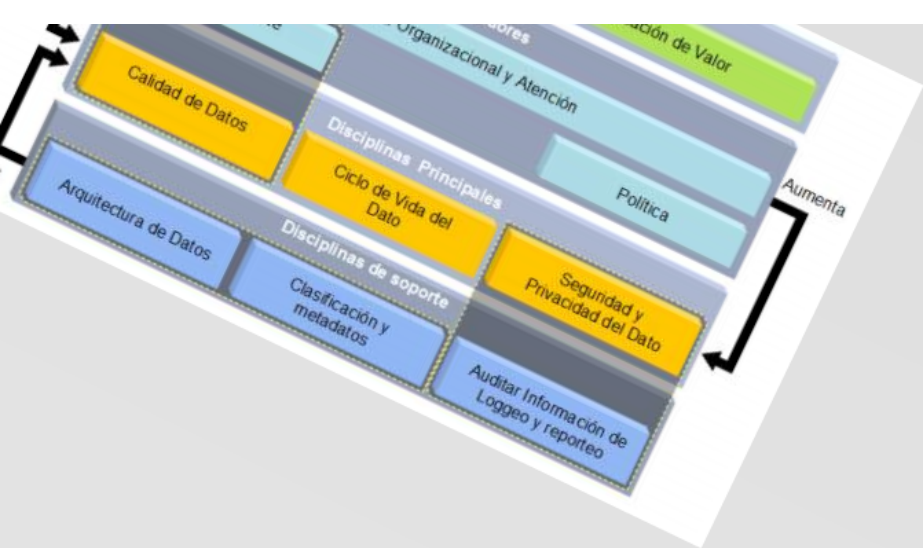 de Valor
Organizacional y Atención
Política
Aumenta
Disciplinas Principales
Calidad de Datos
Ciclo de Vida del
Dato
Seguridad y
Privacidad del Dato
Disciplinas de soporte
Arquitectura de Datos
Clasificación y
metadatos
Auditar Información de
Loggeo y reporteo